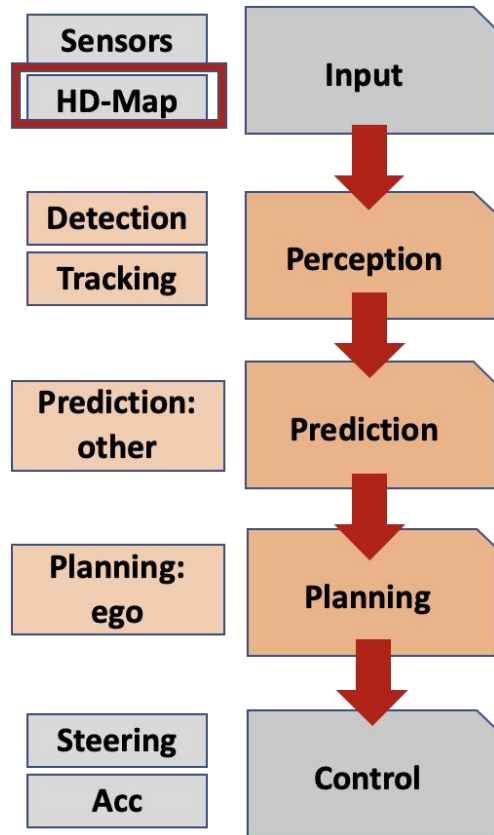 Sensors
HD-Map
Input
Detection
Tracking
Perception
Prediction:
other
Prediction
Planning:
ego
Planning
Steering
Acc
Control